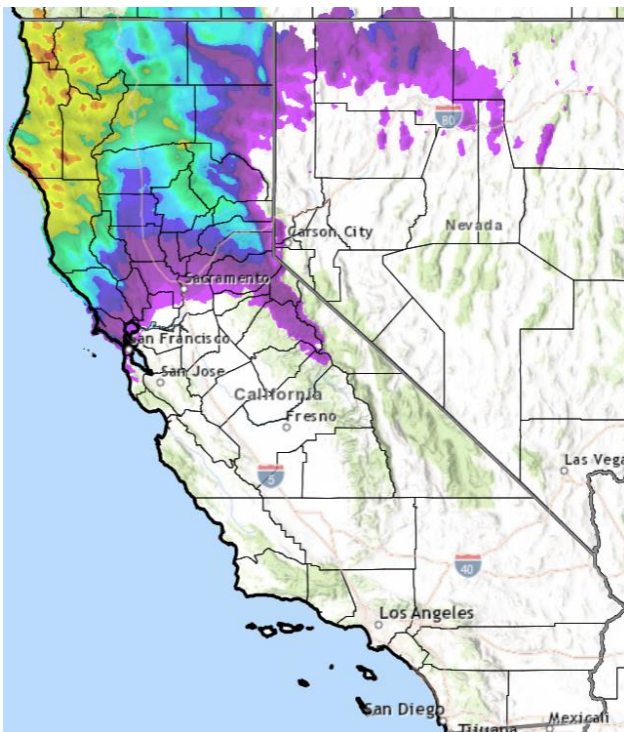 80
Carson City
Nevada
Sacramento
San Francisco
San Jose
California
Fresno
5
Las Vega
40
Los Angeles
San Diego
Tijuana
Mexicali